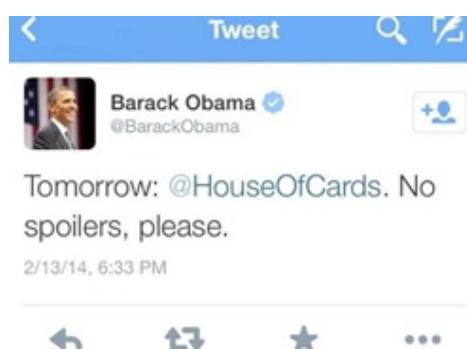 Tweet
Barack Obama
@BarackObama
Tomorrow: @HouseOfCards. No
spoilers, please.
2/13/14, 6:33 PM